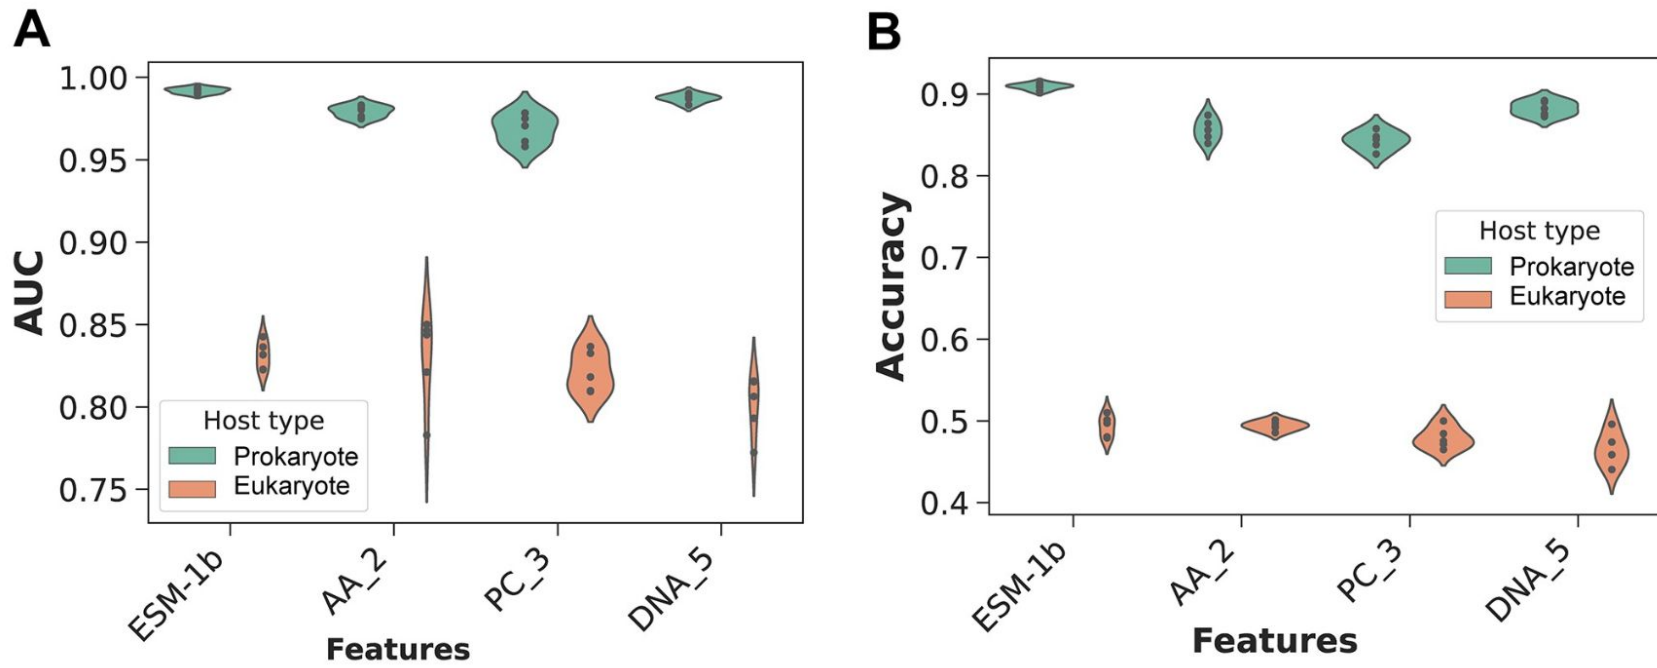 A
1.00
0.95
0.90
0.85
0.80
0.75
AUC
Host type
Prokaryote
Eukaryote
ESM-1b
AA_2
PC_3
DNA_5
Features
B
0.9
0.8
0.7
0.6
0.5
0.4
Accuracy
Host type
Prokaryote
Eukaryote
ESM-1b
AA_2
PC_3
DNA_5
Features